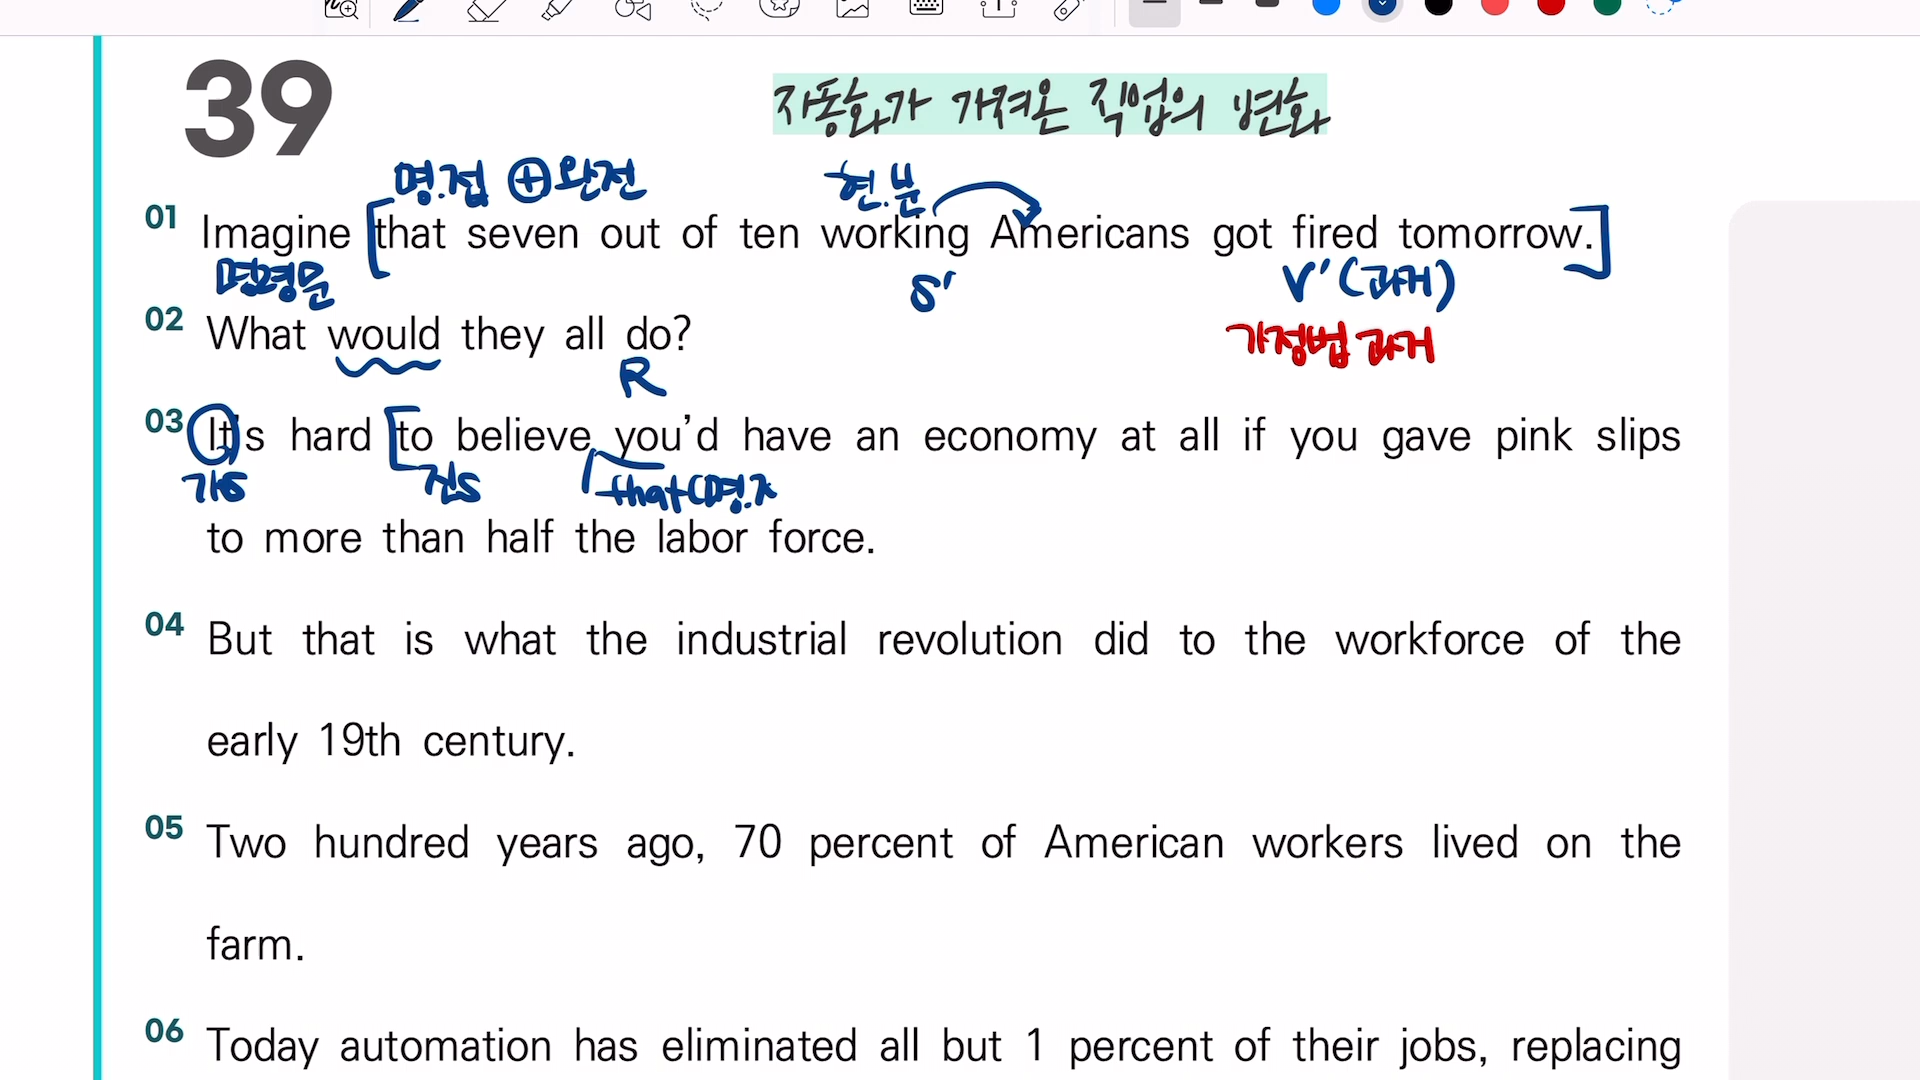 39
자동화가 가져온 직업의 변화
명.접 ⊕ 완전
현.분
01 Imagine [that seven out of ten working Americans got fired tomorrow.]
명령문
S'
V' (과거)
02 What would they all do?
가정법 과거
R
03 It's hard [to believe you'd have an economy at all if you gave pink slips
가S
진S
that(명.ㅈ
to more than half the labor force.
04 But that is what the industrial revolution did to the workforce of the
early 19th century.
05 Two hundred years ago, 70 percent of American workers lived on the
farm.
06 Today automation has eliminated all but 1 percent of their jobs, replacing